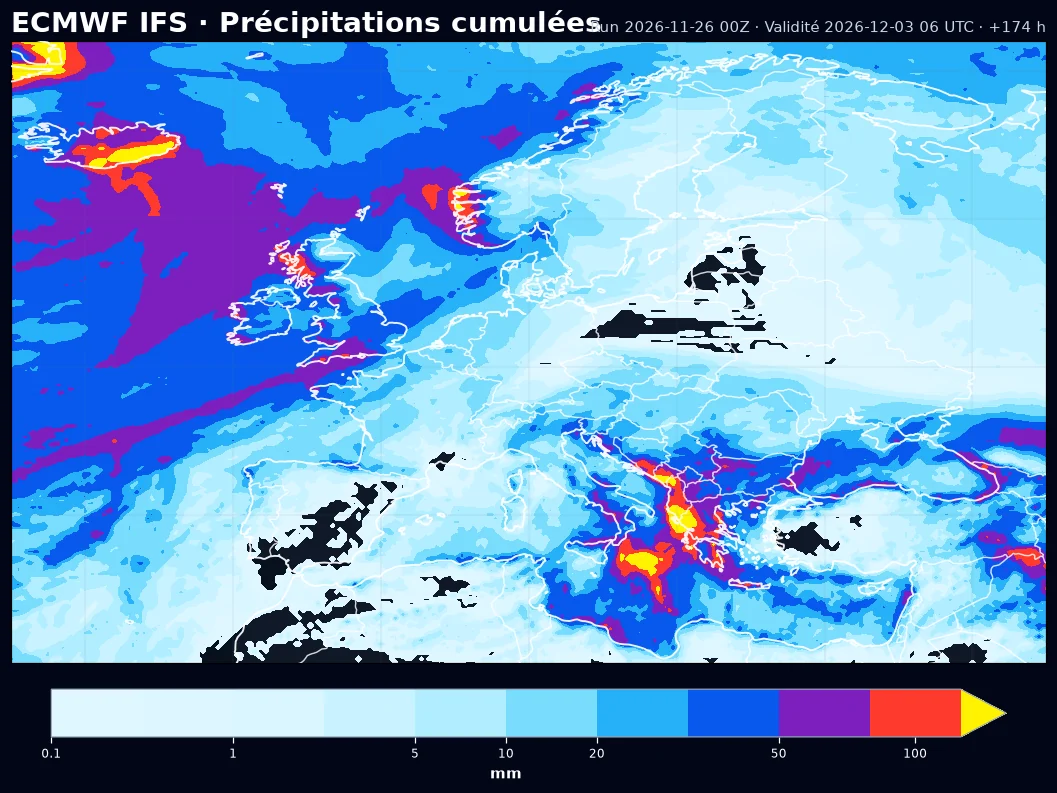 ECMWF IFS · Précipitations cumulées
Run 2026-11-26 00Z · Validité 2026-12-03 06 UTC · +174 h
0.1 1 5 10 20 50 100
mm